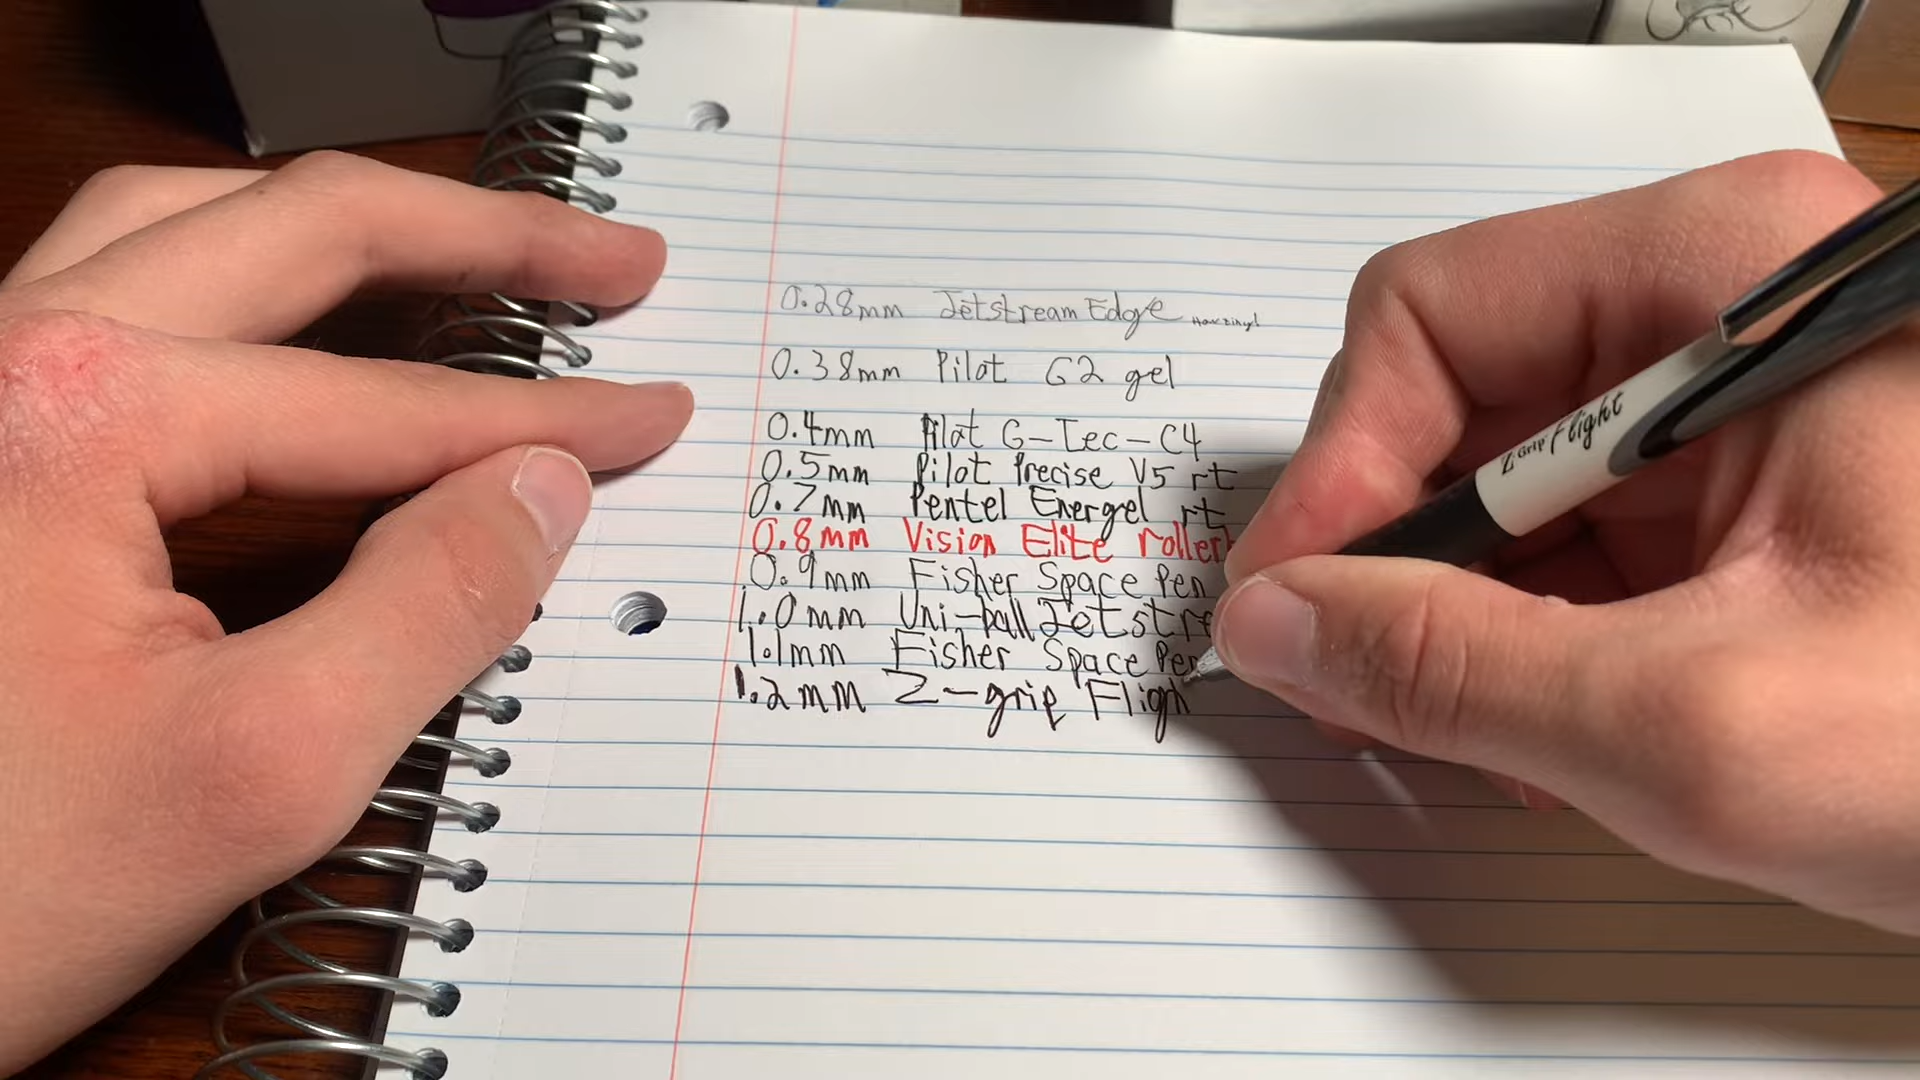 0.28mm Jetstream Edge
0.38mm Pilot G2 gel
0.4mm Pilot G-Tec-C4
0.5mm Pilot Precise V5 rt
0.7mm Pentel Energel rt
0.8mm Vision Elite roller
0.9mm Fisher Space Pen
1.0mm Uni-ball Jetstre
1.1mm Fisher Space Pen
1.2mm Z-grip Fligh
Z-Grip Flight